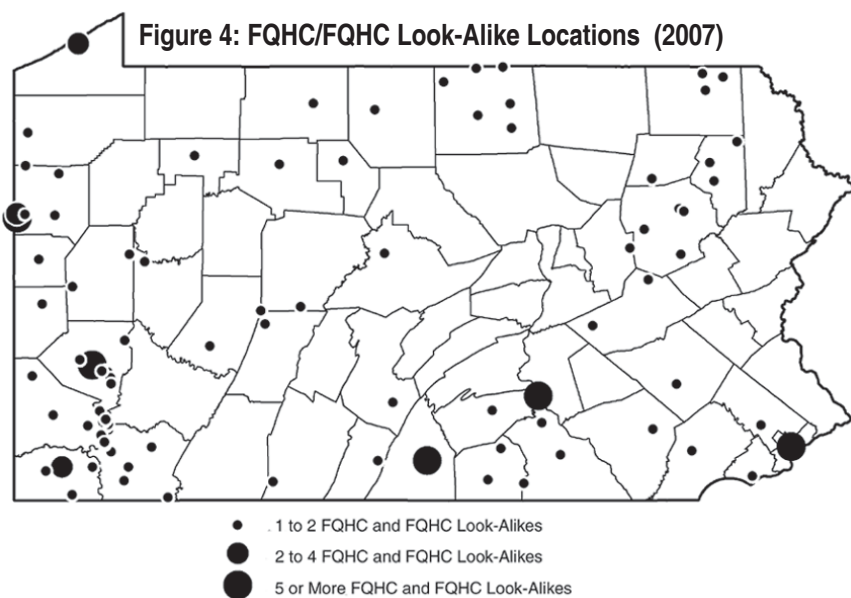 Figure 4: FQHC/FQHC Look-Alike Locations (2007)
. 1 to 2 FQHC and FQHC Look-Alikes
2 to 4 FQHC and FQHC Look-Alikes
5 or More FQHC and FQHC Look-Alikes